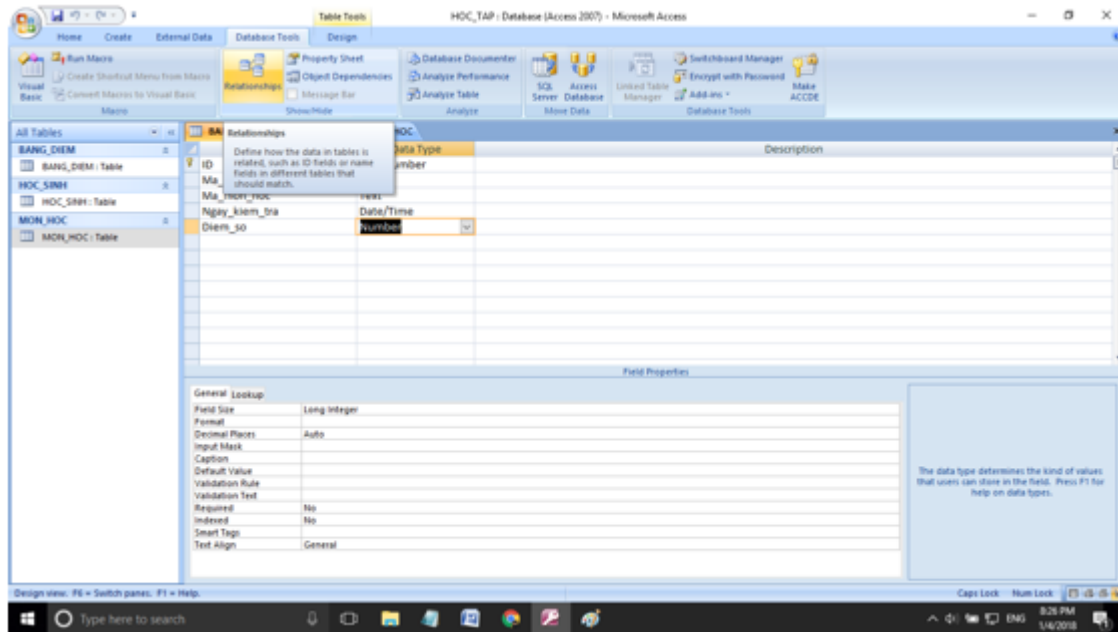 Table Tools
HOC_TAP : Database (Access 2007) - Microsoft Access
Home Create External Data Database Tools Design
Visual Basic
Run Macro
Create Shortcut Menu from Macro
Convert Macros to Visual Basic
Macro
Relationships
Property Sheet
Object Dependencies
Message Bar
Show/Hide
Database Documenter
Analyze Performance
Analyze Table
Analyze
SQL Server
Access Database
Move Data
Linked Table Manager
Switchboard Manager
Encrypt with Password
Add-ins
Make ACCDE
Database Tools
All Tables
BANG_DIEM
BANG_DIEM : Table
HOC_SINH
HOC_SINH : Table
MON_HOC
MON_HOC : Table
Relationships
Define how the data in tables is
related, such as ID fields or name
fields in different tables that
should match.
HOC
Data Type Description
ID
Ma_
Ma_mon_hoc Text
Ngay_kiem_tra Date/Time
Diem_so Number
Field Properties
General Lookup
Field Size Long Integer
Format
Decimal Places Auto
Input Mask
Caption
Default Value
Validation Rule
Validation Text
Required No
Indexed No
Smart Tags
Text Align General
The data type determines the kind of values
that users can store in the field. Press F1 for
help on data types.
Design view. F6 = Switch panes. F1 = Help.
Caps Lock Num Lock
Type here to search
ENG
8:26 PM
1/4/2018